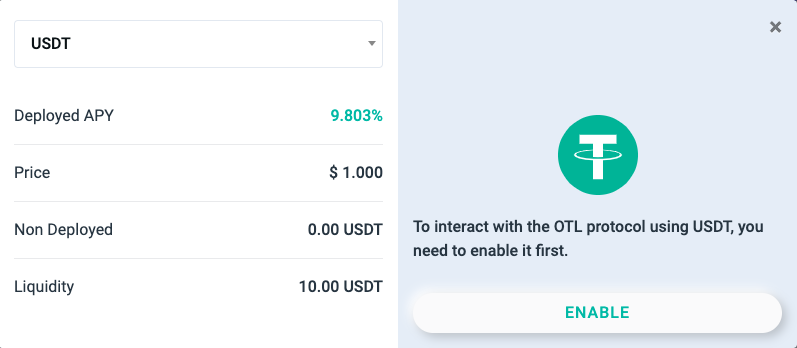 USDT
Deployed APY 9.803%
Price $ 1.000
Non Deployed 0.00 USDT
Liquidity 10.00 USDT
×
To interact with the OTL protocol using USDT, you
need to enable it first.
ENABLE